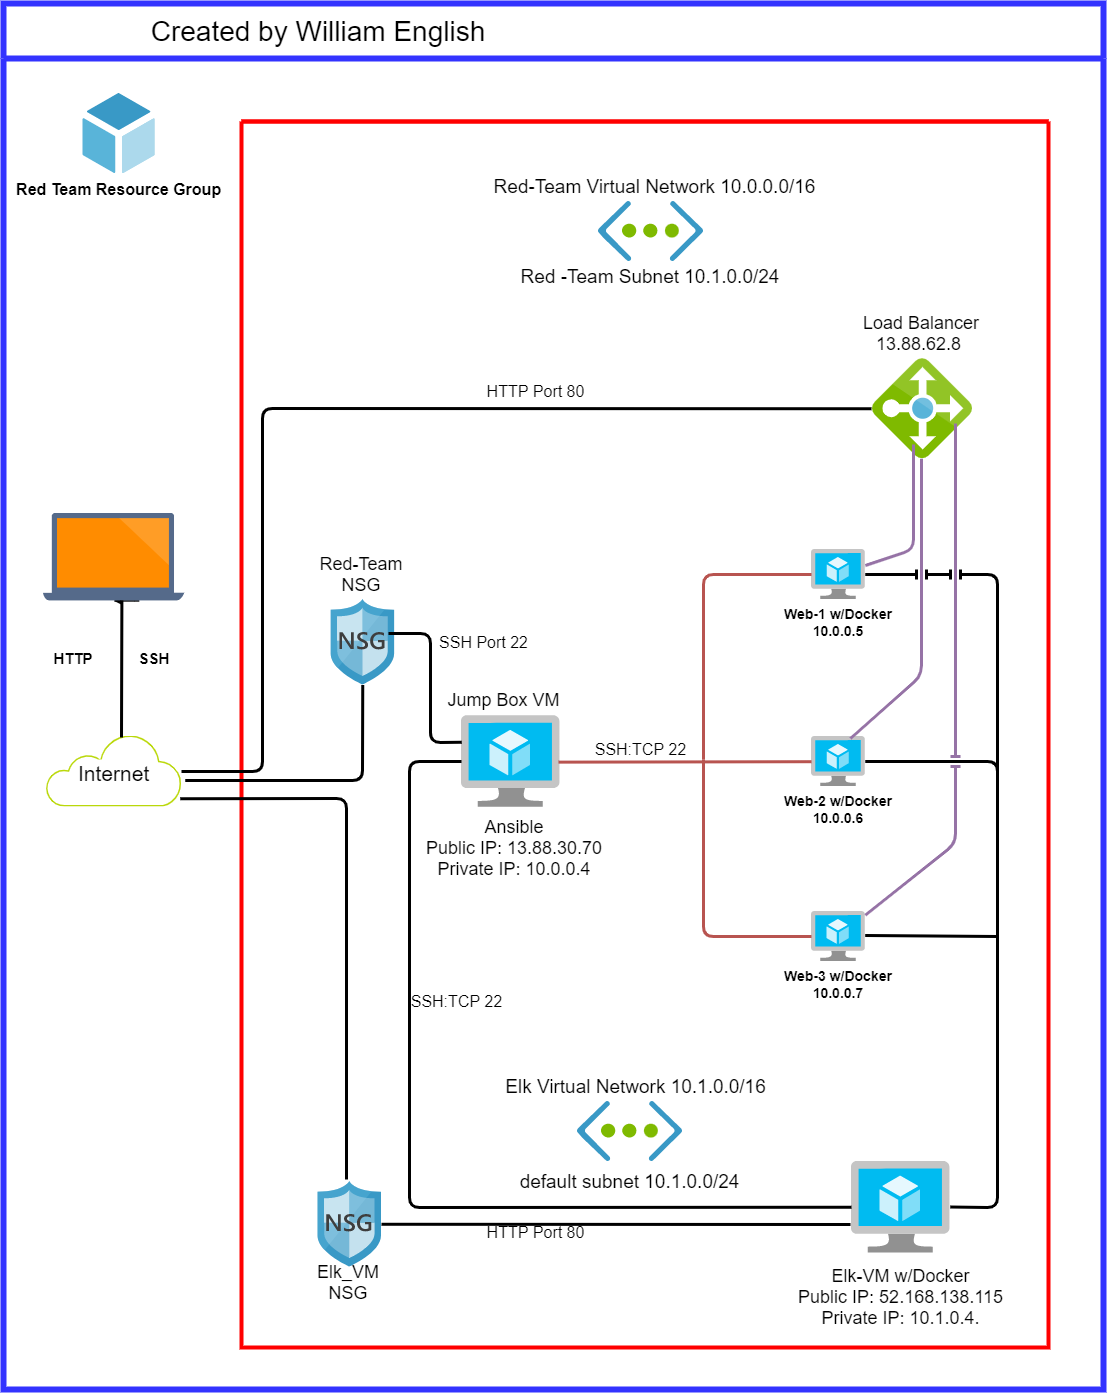 Created by William English
Red Team Resource Group
Red-Team Virtual Network 10.0.0.0/16
Red -Team Subnet 10.1.0.0/24
Load Balancer
13.88.62.8
HTTP Port 80
Red-Team
NSG
NSG
SSH Port 22
HTTP
SSH
Internet
Jump Box VM
SSH:TCP 22
Ansible
Public IP: 13.88.30.70
Private IP: 10.0.0.4
Web-1 w/Docker
10.0.0.5
Web-2 w/Docker
10.0.0.6
Web-3 w/Docker
10.0.0.7
SSH:TCP 22
Elk Virtual Network 10.1.0.0/16
default subnet 10.1.0.0/24
NSG
HTTP Port 80
Elk_VM
NSG
Elk-VM w/Docker
Public IP: 52.168.138.115
Private IP: 10.1.0.4.